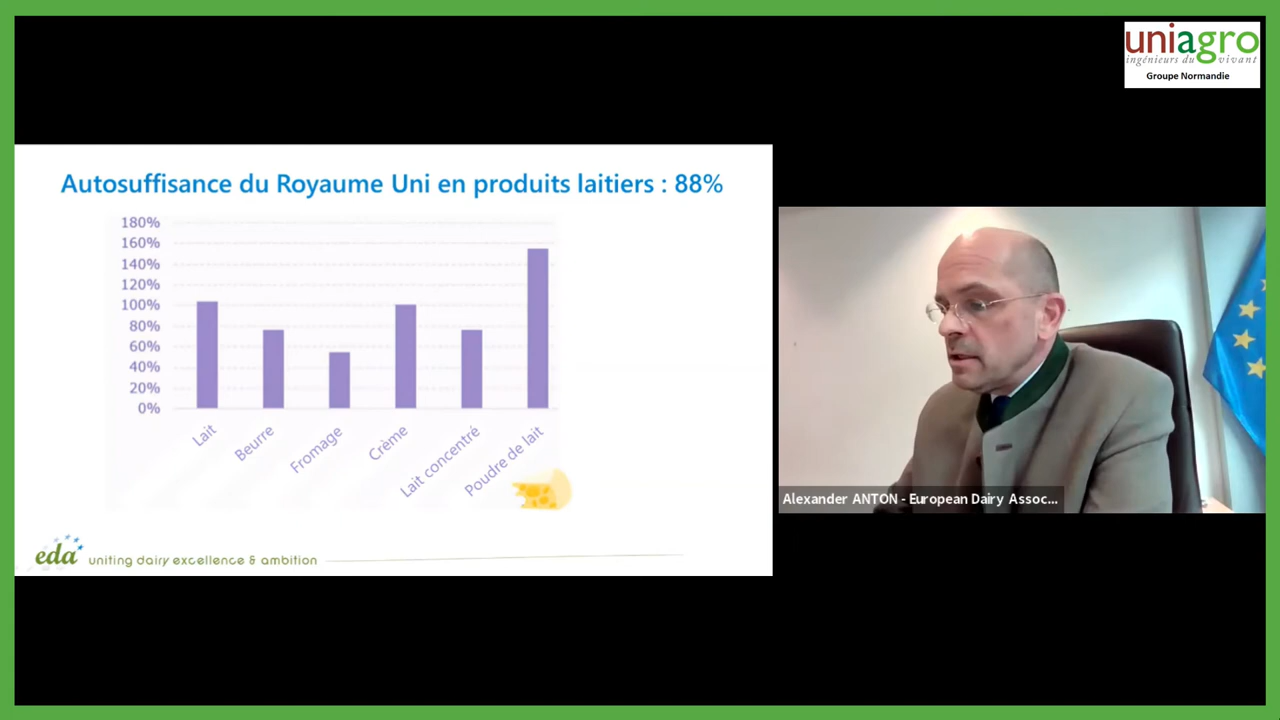 uniagro
ingénieurs du vivant
Groupe Normandie
Autosuffisance du Royaume Uni en produits laitiers : 88%
180%
160%
140%
120%
100%
80%
60%
40%
20%
0%
Lait
Beurre
Fromage
Crème
Lait concentré
Poudre de lait
eda uniting dairy excellence & ambition
Alexander ANTON - European Dairy Assoc...